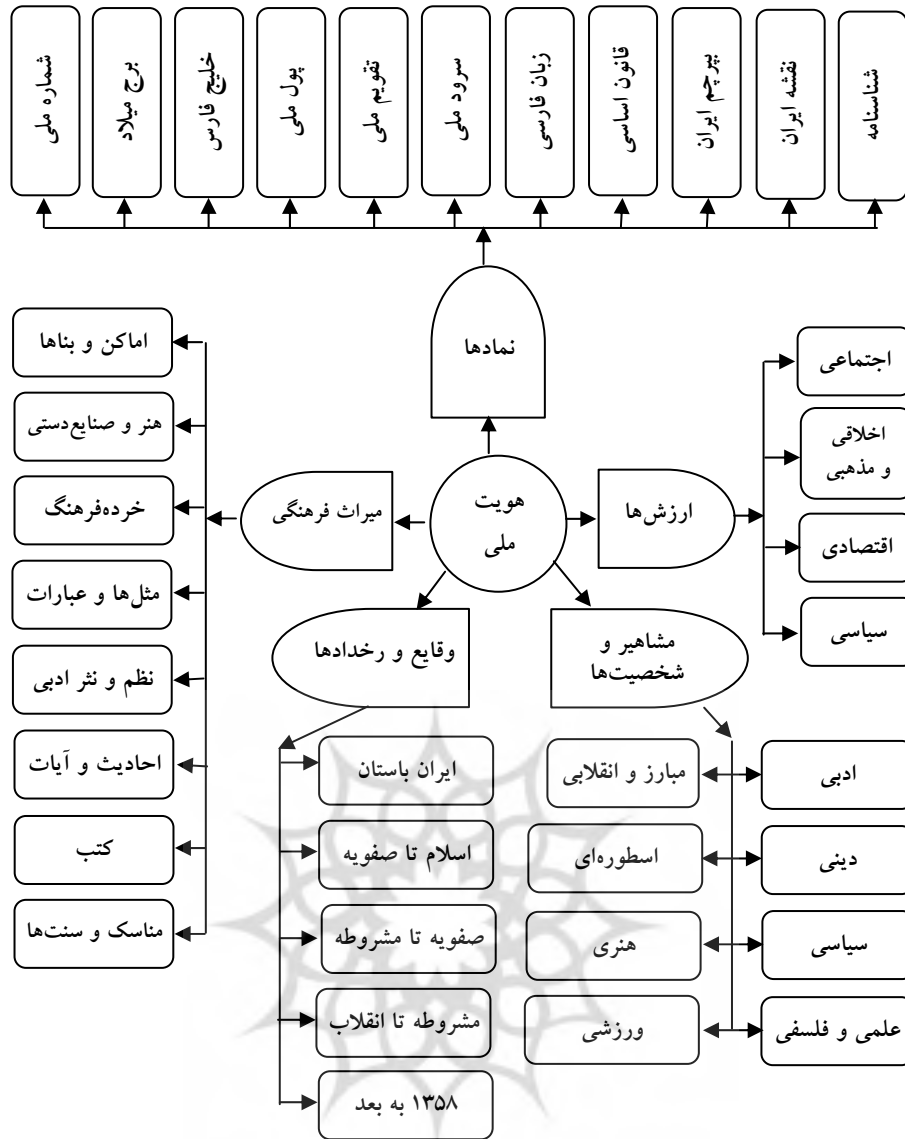 شناسنامه
نقشه ایران
بپرچم ایران
قانون اساسی
زبان فارسی
سرود ملی
تقویم ملی
پول ملی
خلیج فارس
برج میلاد
شماره ملی
نمادها
هویت
ملی
ارزش‌ها
اجتماعی
اخلاقی
و مذهبی
اقتصادی
سیاسی
میراث فرهنگی
اماکن و بناها
هنر و صنایع‌دستی
خرده‌فرهنگ
مثل‌ها و عبارات
نظم و نثر ادبی
احادیث و آیات
کتب
مناسک و سنت‌ها
مشاهیر و
شخصیت‌ها
ادبی
دینی
سیاسی
علمی و فلسفی
مبارز و انقلابی
اسطوره‌ای
هنری
ورزشی
وقایع و رخدادها
ایران باستان
اسلام تا صفویه
صفویه تا مشروطه
مشروطه تا انقلاب
۱۳۵۸ به بعد